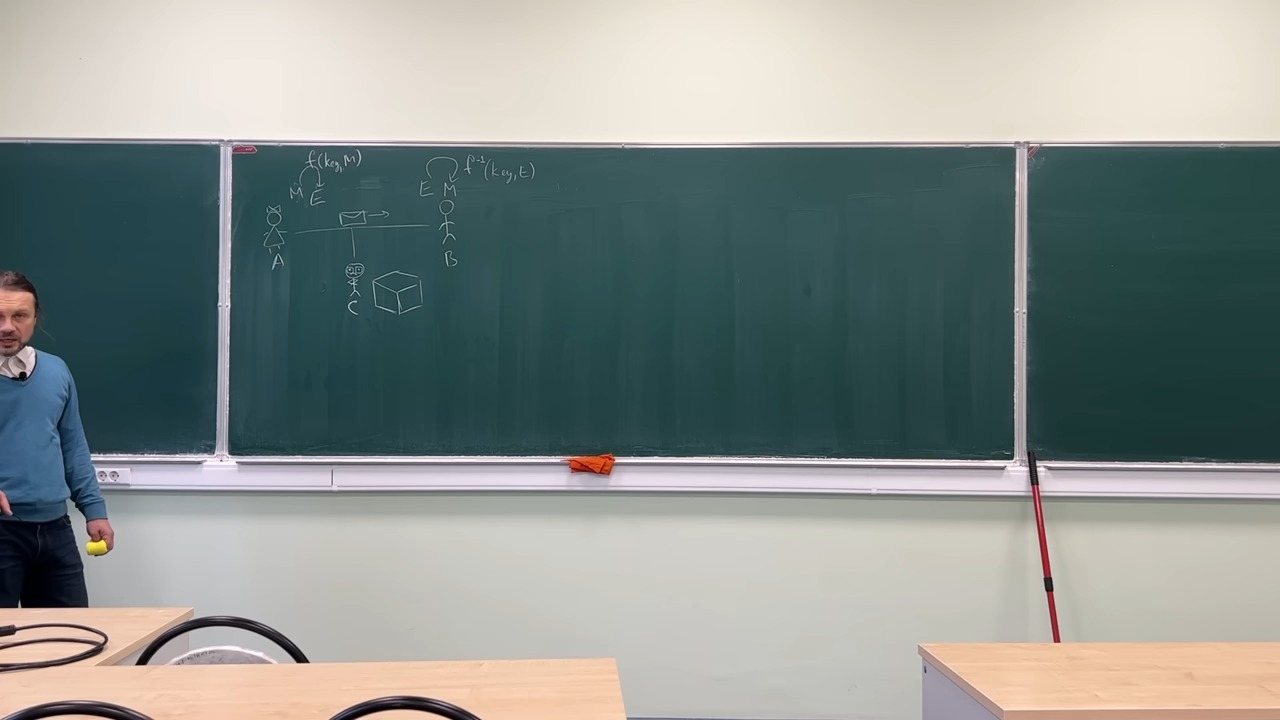 f(key, M)
M E
f⁻¹(key, E)
E M
A
B
C